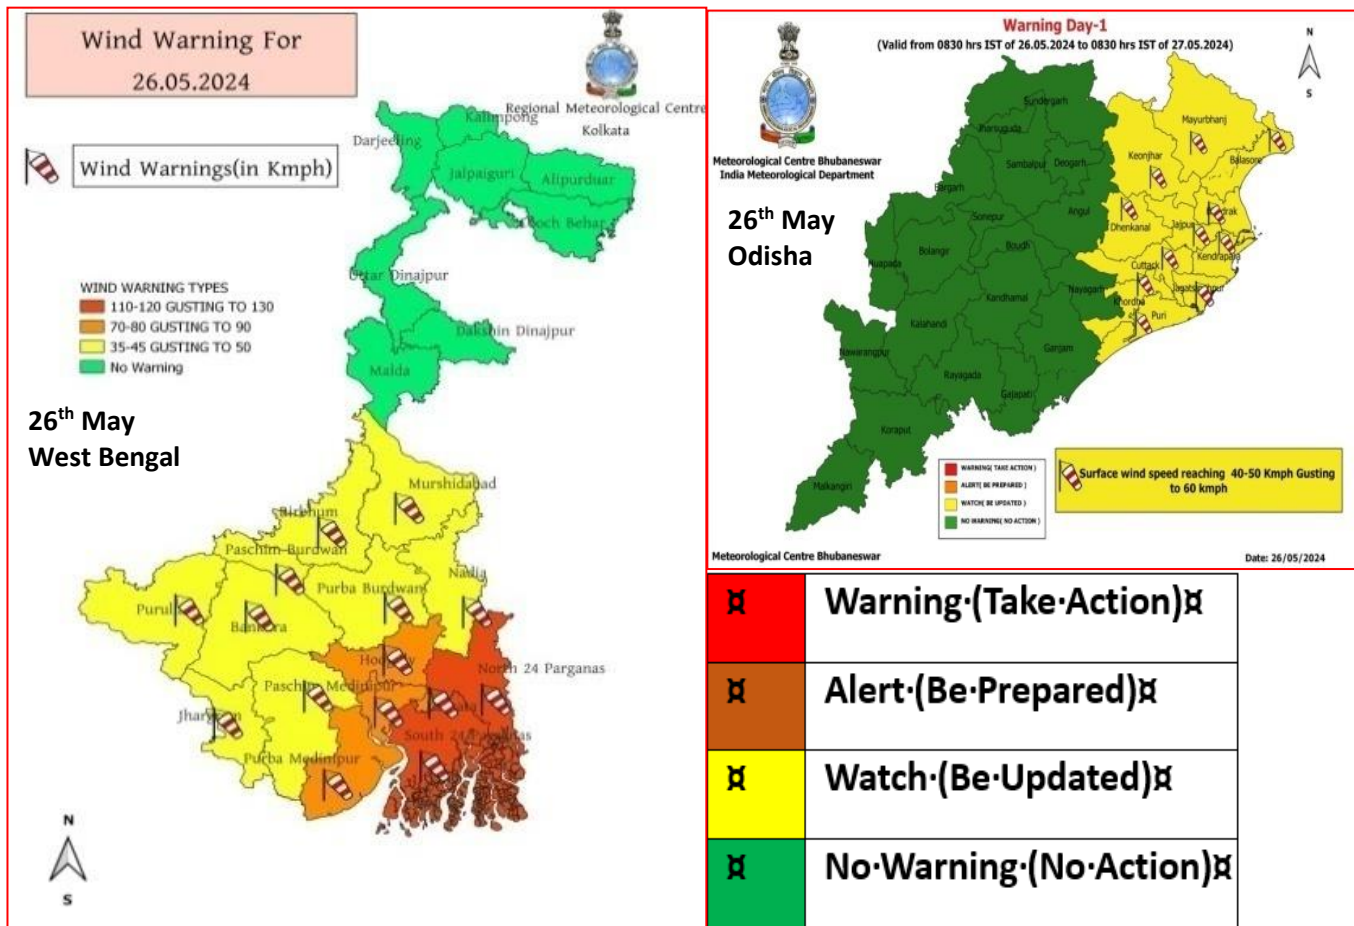 Wind Warning For
26.05.2024
Regional Meteorological Centre
Kolkata
Wind Warnings(in Kmph)
Darjeeling
Kalimpong
Jalpaiguri
Alipurduar
Cooch Behar
Uttar Dinajpur
Dakshin Dinajpur
Malda
WIND WARNING TYPES
110-120 GUSTING TO 130
70-80 GUSTING TO 90
35-45 GUSTING TO 50
No Warning
26th May
West Bengal
Murshidabad
Birbhum
Paschim Burdwan
Purba Burdwan
Nadia
Purul
Bankura
Hooghly
North 24 Parganas
Paschim Medinipur
Jhargram
South 24 Parganas
Purba Medinipur
N
S
Warning Day-1
(Valid from 0830 hrs IST of 26.05.2024 to 0830 hrs IST of 27.05.2024)
N
S
Meteorological Centre Bhubaneswar
India Meteorological Department
26th May
Odisha
Sundergarh
Jharsuguda
Sambalpur
Deogarh
Bargarh
Sonepur
Angul
Bolangir
Boudh
Nuapada
Kandhamal
Nayagarh
Kalahandi
Nawarangpur
Rayagada
Gargam
Gajapati
Koraput
Malkangiri
Mayurbhanj
Balasore
Keonjhar
Dhenkanal
Jajpur
Kendrapara
Cuttack
Jagatsinghpur
Khordha
Puri
WARNING( TAKE ACTION )
ALERT( BE PREPARED )
WATCH( BE UPDATED )
NO WARNING( NO ACTION )
Surface wind speed reaching 40-50 Kmph Gusting
to 60 kmph
Meteorological Centre Bhubaneswar
Date: 26/05/2024
¤ Warning·(Take·Action)¤
¤ Alert·(Be·Prepared)¤
¤ Watch·(Be·Updated)¤
¤ No·Warning·(No·Action)¤